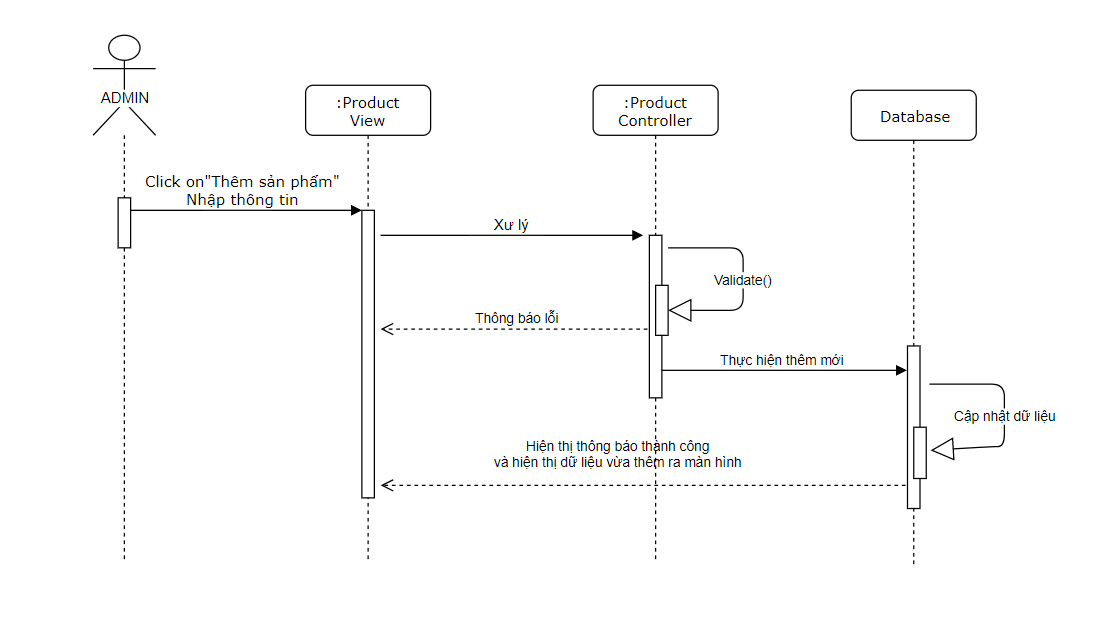 ADMIN
:Product
View
:Product
Controller
Database
Click on"Thêm sản phẩm"
Nhập thông tin
Xư lý
Validate()
Thông báo lỗi
Thực hiện thêm mới
Cập nhật dữ liệu
Hiện thị thông báo thành công
và hiện thị dữ liệu vừa thêm ra màn hình